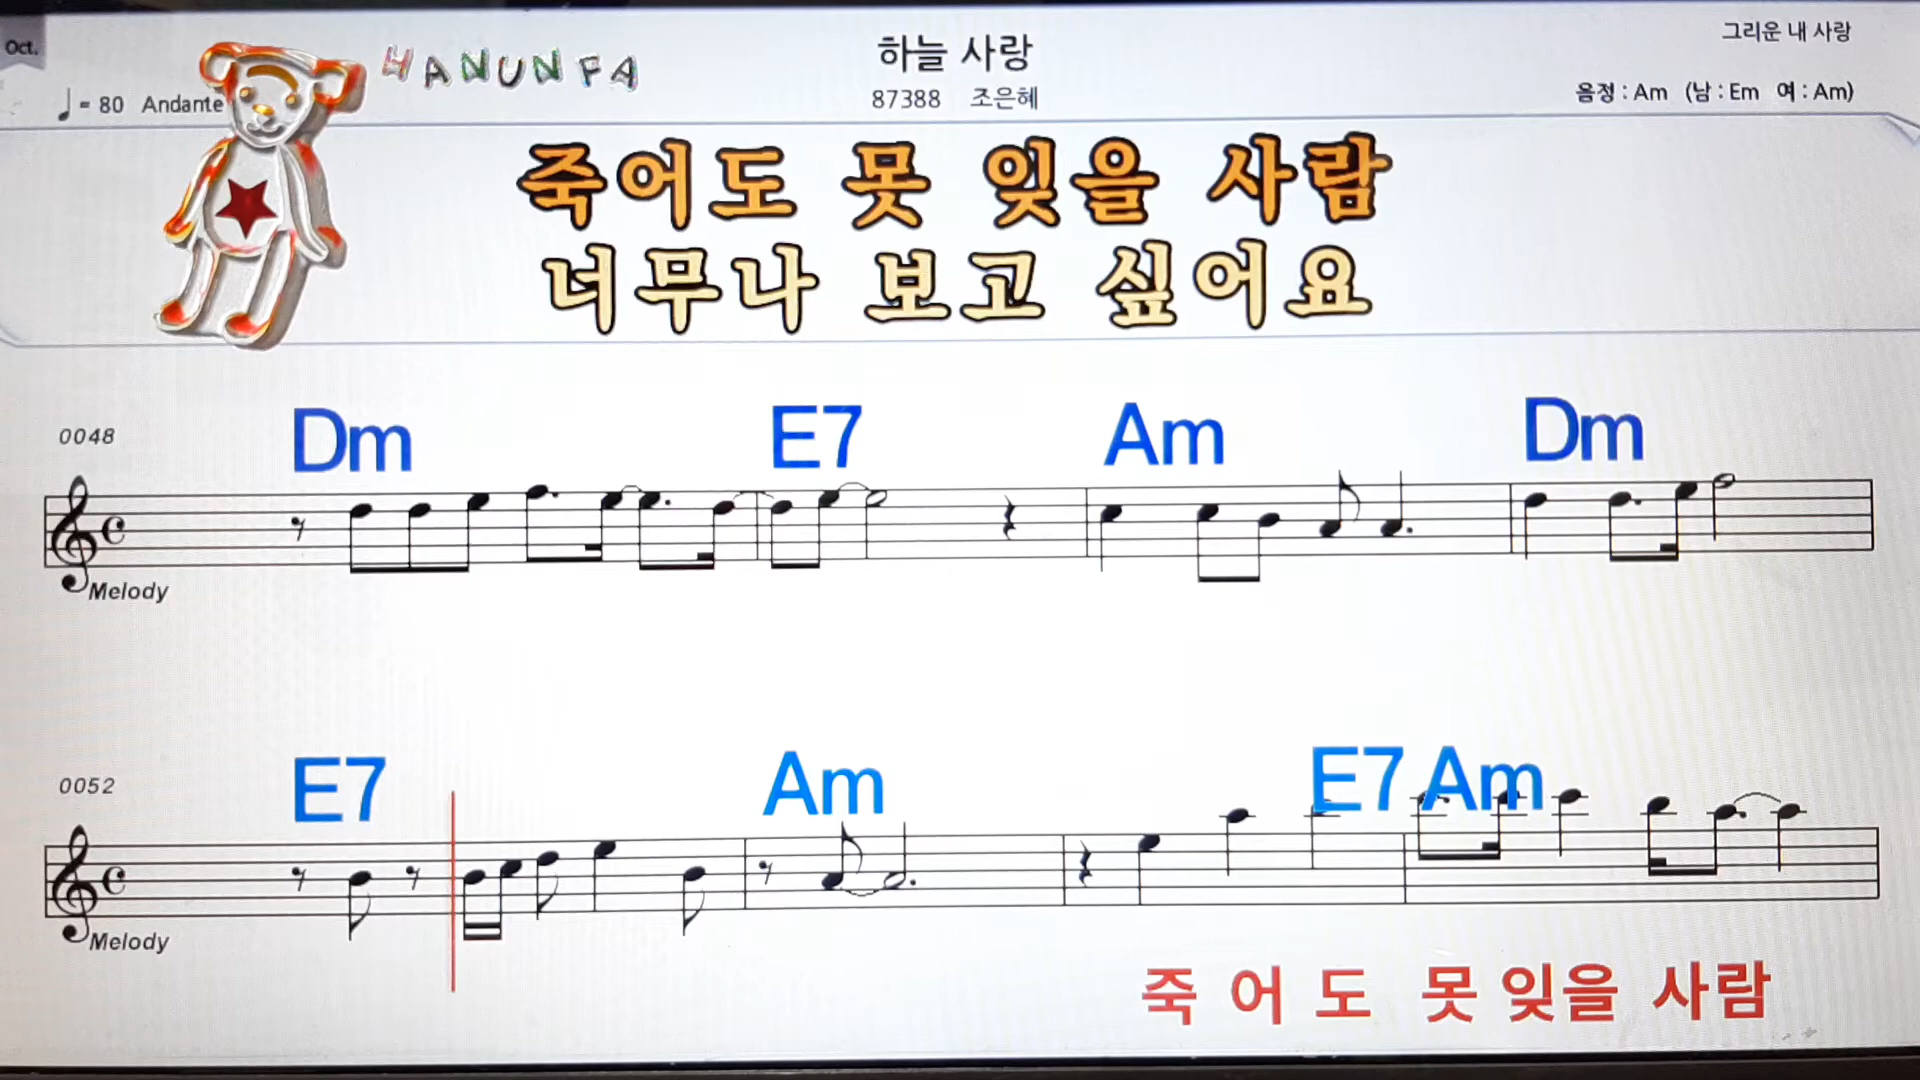 Oct.
그리운 내 사랑
HANUNFA
하늘 사랑
♩ = 80 Andante
87388 조은혜
음정 : Am (남 : Em 여 : Am)
죽어도 못 잊을 사람
너무나 보고 싶어요
0048
Dm E7 Am Dm
Melody
0052
E7 Am E7 Am
Melody
죽 어 도 못 잊을 사람